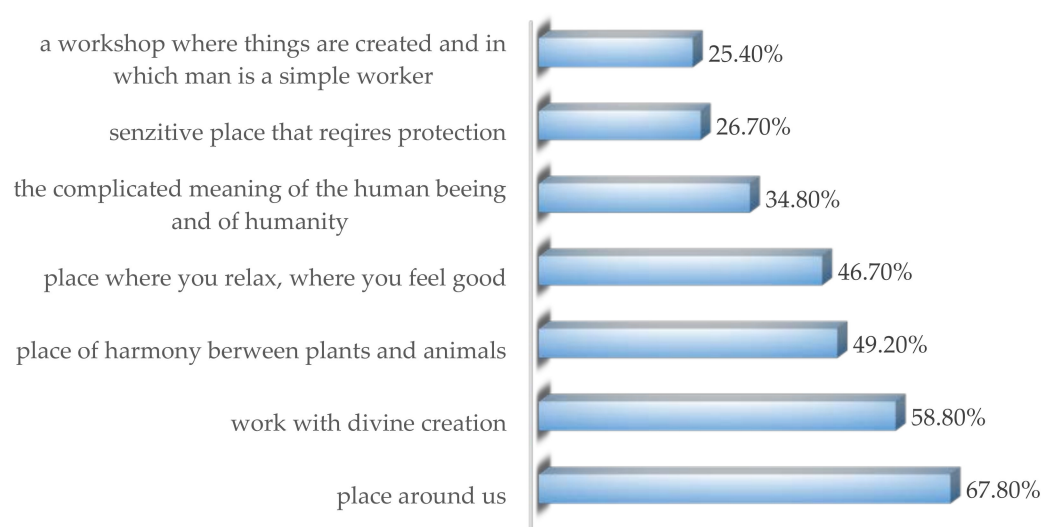 a workshop where things are created and in
which man is a simple worker
25.40%
senzitive place that reqires protection
26.70%
the complicated meaning of the human beeing
and of humanity
34.80%
place where you relax, where you feel good
46.70%
place of harmony berween plants and animals
49.20%
work with divine creation
58.80%
place around us
67.80%